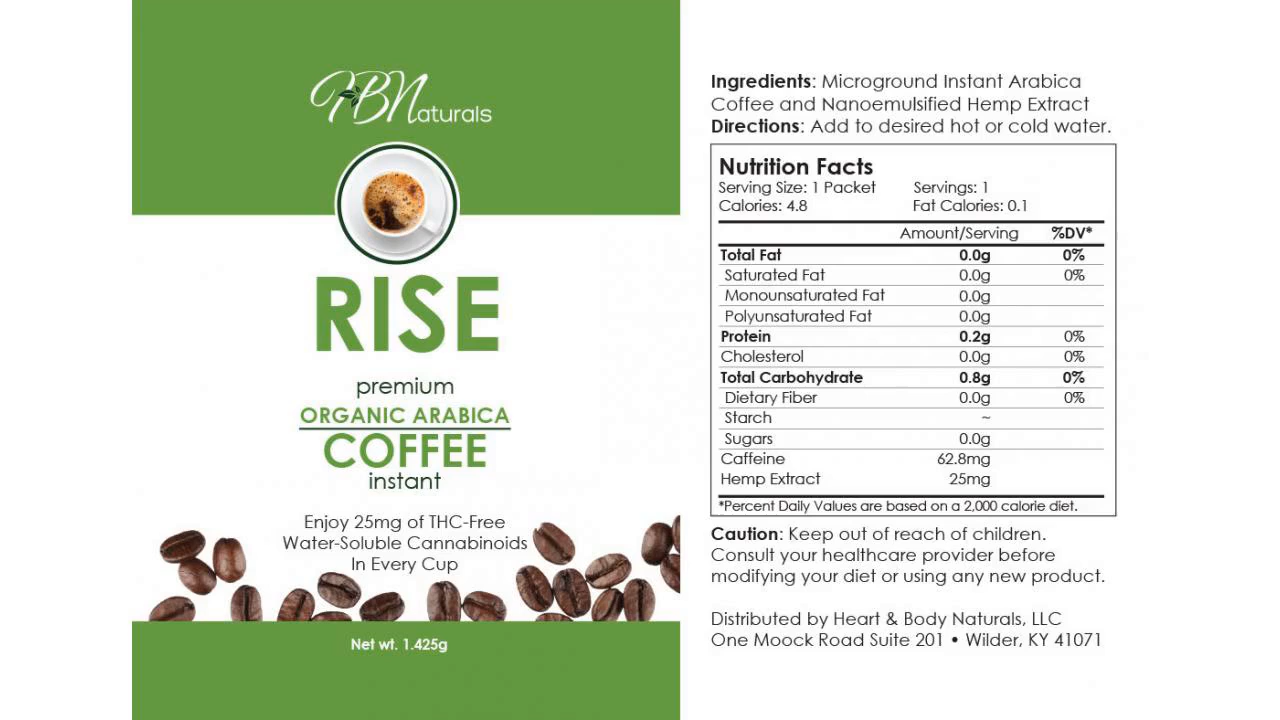 HBNaturals
RISE
premium
ORGANIC ARABICA
COFFEE
instant
Enjoy 25mg of THC-Free
Water-Soluble Cannabinoids
In Every Cup
Net wt. 1.425g
Ingredients: Microground Instant Arabica
Coffee and Nanoemulsified Hemp Extract
Directions: Add to desired hot or cold water.
Nutrition Facts
Serving Size: 1 Packet Servings: 1
Calories: 4.8 Fat Calories: 0.1
Amount/Serving %DV*
Total Fat 0.0g 0%
Saturated Fat 0.0g 0%
Monounsaturated Fat 0.0g
Polyunsaturated Fat 0.0g
Protein 0.2g 0%
Cholesterol 0.0g 0%
Total Carbohydrate 0.8g 0%
Dietary Fiber 0.0g 0%
Starch ~
Sugars 0.0g
Caffeine 62.8mg
Hemp Extract 25mg
*Percent Daily Values are based on a 2,000 calorie diet.
Caution: Keep out of reach of children.
Consult your healthcare provider before
modifying your diet or using any new product.
Distributed by Heart & Body Naturals, LLC
One Moock Road Suite 201 • Wilder, KY 41071